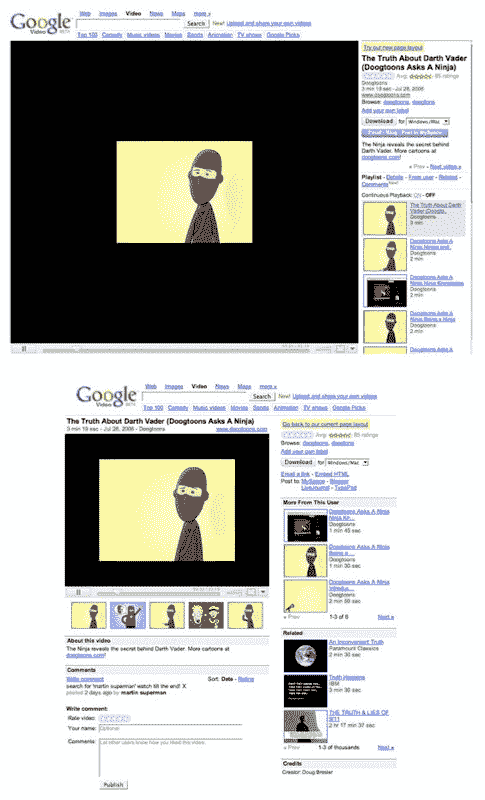 Web Images Video News Maps more »
Google
Video BETA
Search New! Upload and share your own videos
Top 100 Comedy Music videos Movies Sports Animation TV shows Google Picks
Try out new page layout
The Truth About Darth Vader
(Doogtoons Asks A Ninja)
Avg: 85 ratings
Doogtoons
3 min 19 sec - Jul 28, 2006
www.doogtoons.com
Browse: doogtoons, doogtons
Add your own label
Download for Windows/Mac
Email - Blog - Post to MySpace
The Ninja reveals the secret behind
Darth Vader. More cartoons at
doogtoons.com!
« Prev - Next video »
Playlist - Details - From user - Related -
Comments New!
Continuous Playback: ON - OFF
The Truth About Darth
Vader (Doogto...
Doogtoons
3 min
Doogtoons Asks A
Doogtoons
2 min
Doogtoons Asks A
Doogtoons
2 min
Doogtoons Asks A
Ninja Being a Ninja
Doogtoons
2 min
Doogtoons Asks A
Web Images Video News Maps more »
Google
Video BETA
Search New! Upload and share your own videos
Top 100 Comedy Music videos Movies Sports Animation TV shows Google Picks
The Truth About Darth Vader (Doogtoons Asks A Ninja)
3 min 19 sec - Jul 28, 2006 - Doogtoons www.doogtoons.com
Go back to our current page layout
Avg: 85 ratings
Browse: doogtoons, doogtons
Add your own label
Download for Windows/Mac
Email a link - Embed HTML
Post to: MySpace - Blogger
LiveJournal - TypePad
More From This User
Doogtoons Asks A Ninja
Doogtoons
1 min 45 sec
Doogtoons Asks A Ninja
Being a ...
Doogtoons
1 min 30 sec
Doogtoons Asks A Ninja
Doogtoons
2 min 50 sec
« Prev 1-3 of 6 Next »
Related
An Inconvenient Truth
Paramount Classics
2 min 30 sec
Truth Happens
IBM
2 min 30 sec
THE TRUTH & LIES OF
9/11
2 hr 17 min 37 sec
« Prev 1-3 of thousands Next »
Credits
Creator: Doug Bresler
About this video
The Ninja reveals the secret behind Darth Vader. More cartoons at
doogtoons.com!
Comments
Write comment Sort: Date - Rating
search for 'martin superman' watch till the end! X
posted 2 days ago by martin superman
Write comment:
Rate video:
Your name: Optional
Comments: Let other users know how you liked this video.
Publish